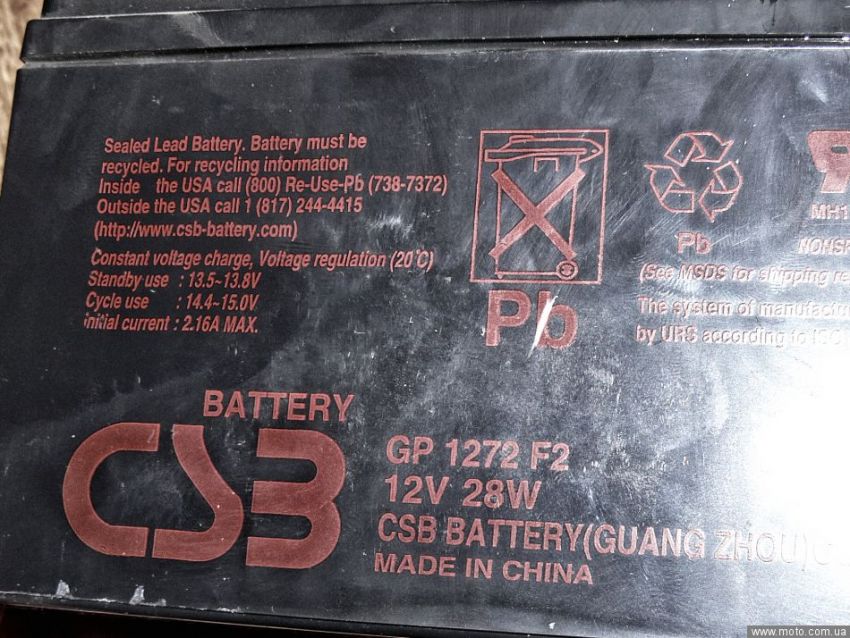 Sealed Lead Battery. Battery must be
recycled. For recycling information
Inside the USA call (800) Re-Use-Pb (738-7372)
Outside the USA call 1 (817) 244-4415
(http://www.csb-battery.com)
Constant voltage charge, Voltage regulation (20°C)
Standby use : 13.5~13.8V
Cycle use : 14.4~15.0V
Initial current : 2.16A MAX.
Pb
Pb
MH1
(See MSDS for shipping
The system of
by URS according to
BATTERY
CSB
GP 1272 F2
12V 28W
CSB BATTERY(GUANG ZHOU)
MADE IN CHINA
www.moto.com.ua